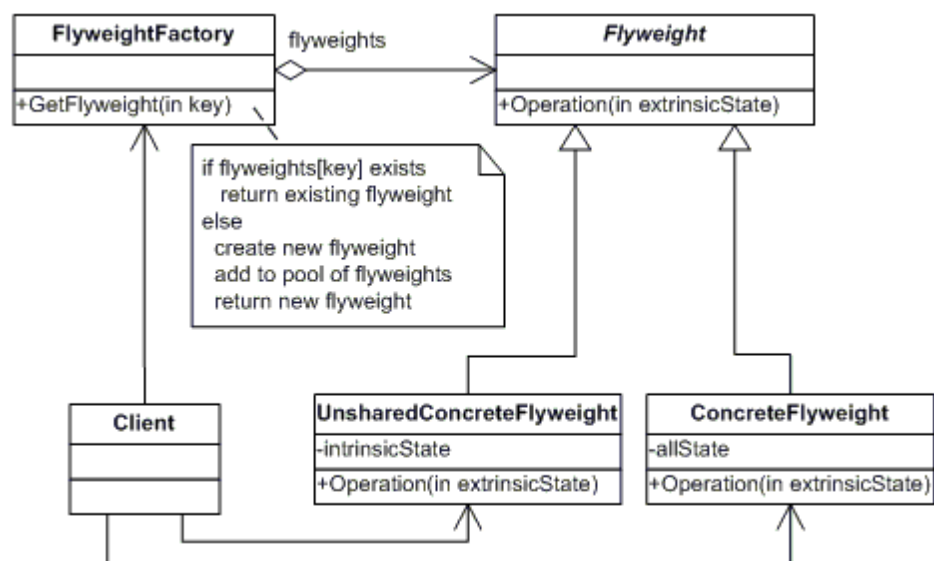 FlyweightFactory
+GetFlyweight(in key)
flyweights
Flyweight
+Operation(in extrinsicState)
if flyweights[key] exists
return existing flyweight
else
create new flyweight
add to pool of flyweights
return new flyweight
Client
UnsharedConcreteFlyweight
-intrinsicState
+Operation(in extrinsicState)
ConcreteFlyweight
-allState
+Operation(in extrinsicState)